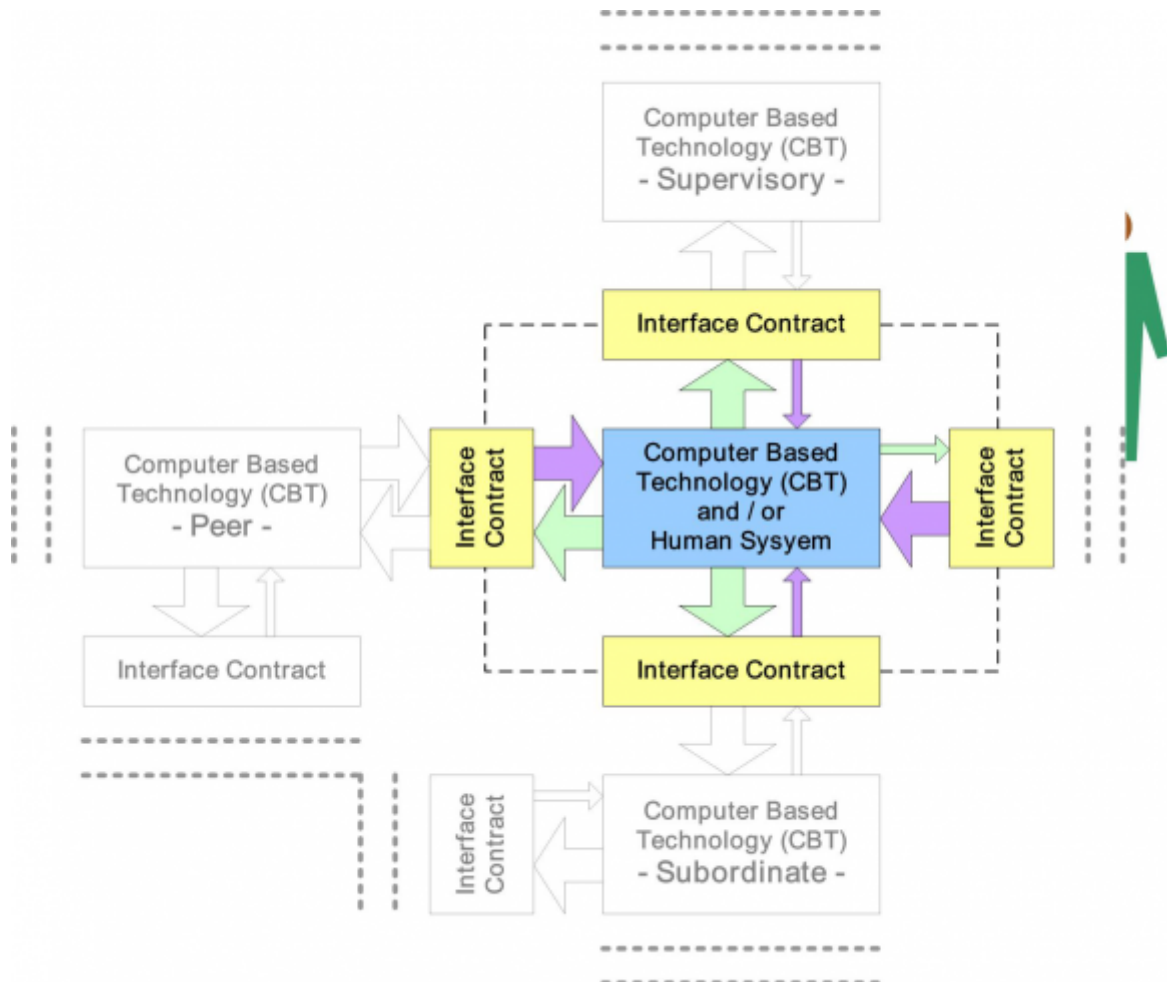 Computer Based
Technology (CBT)
- Supervisory -
Interface Contract
Computer Based
Technology (CBT)
- Peer -
Interface
Contract
Computer Based
Technology (CBT)
and / or
Human Sysyem
Interface
Contract
Interface Contract
Interface Contract
Interface
Contract
Computer Based
Technology (CBT)
- Subordinate -